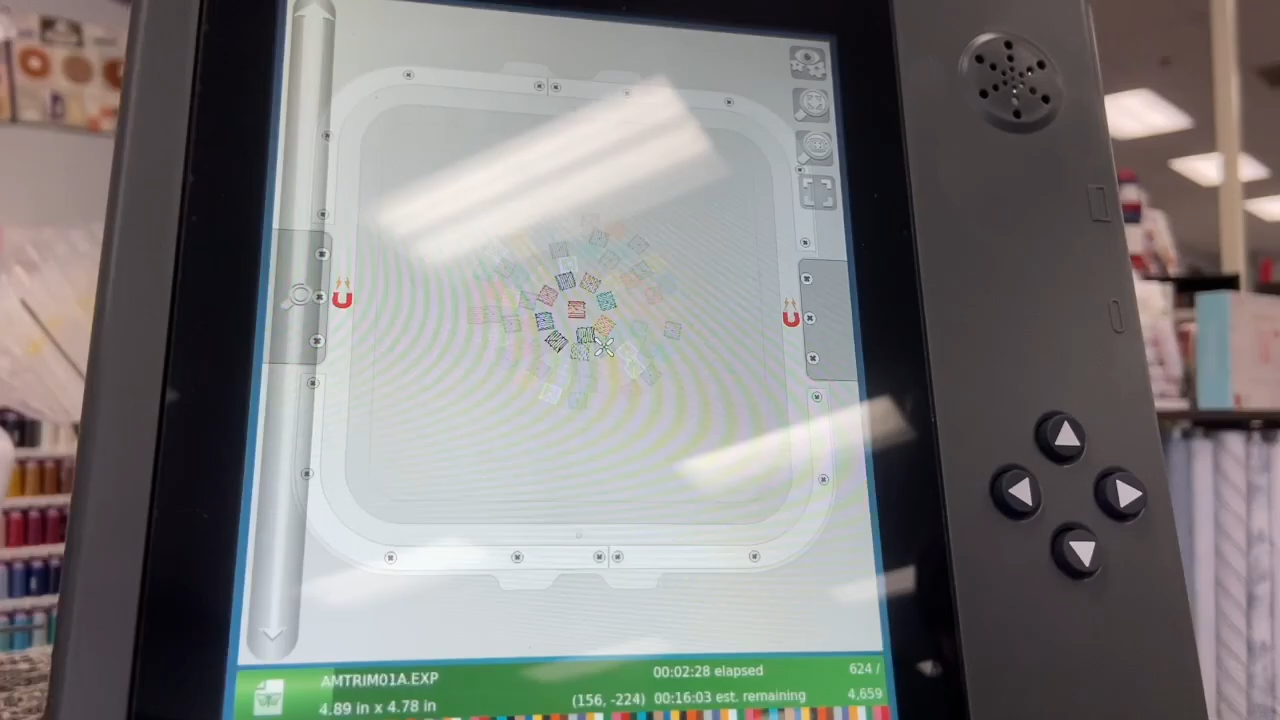 AMTRIM01A.EXP
4.89 in x 4.78 in
00:02:28 elapsed
624 /
(156, -224)
00:16:03 est. remaining
4,659